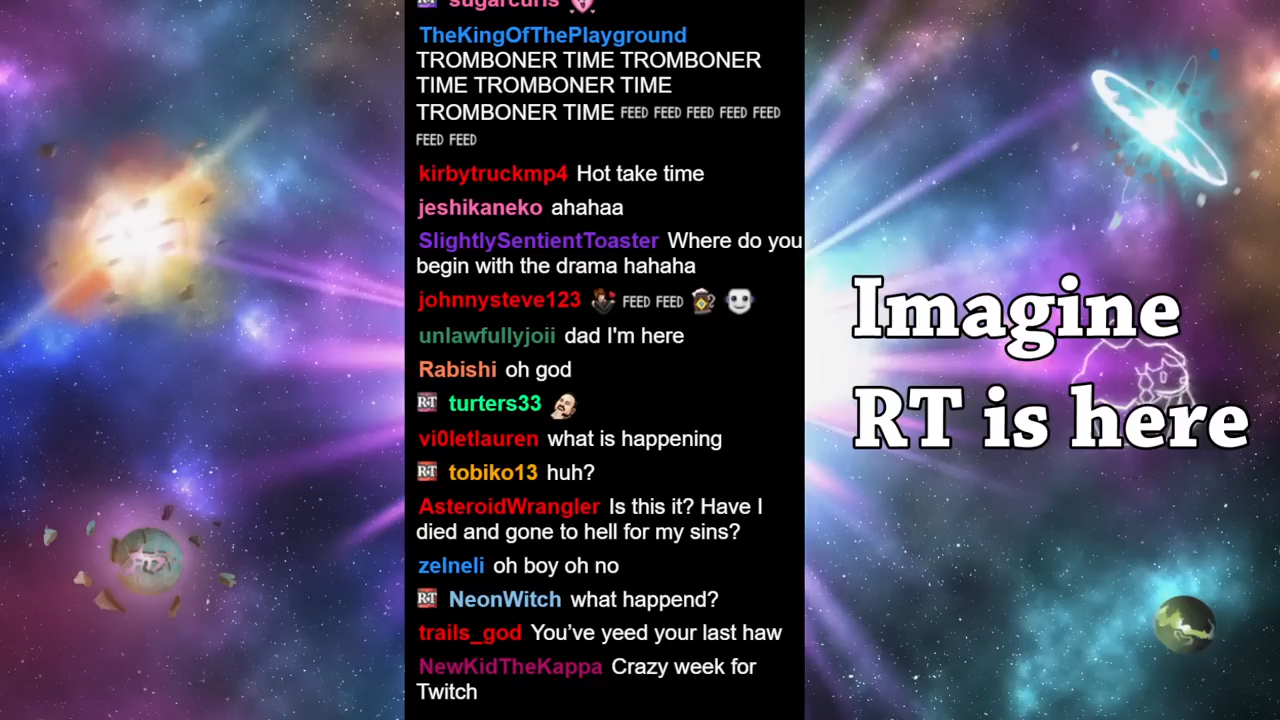 sugarcurls
TheKingOfThePlayground
TROMBONER TIME TROMBONER
TIME TROMBONER TIME
TROMBONER TIME FEED FEED FEED FEED FEED
FEED FEED
kirbytruckmp4 Hot take time
jeshikaneko ahahaa
SlightlySentientToaster Where do you
begin with the drama hahaha
johnnysteve123 FEED FEED
unlawfullyjoii dad I'm here
Rabishi oh god
RT turters33
vi0letlauren what is happening
RT tobiko13 huh?
AsteroidWrangler Is this it? Have I
died and gone to hell for my sins?
zelneli oh boy oh no
RT NeonWitch what happend?
trails_god You’ve yeed your last haw
NewKidTheKappa Crazy week for
Twitch
Imagine
RT is here